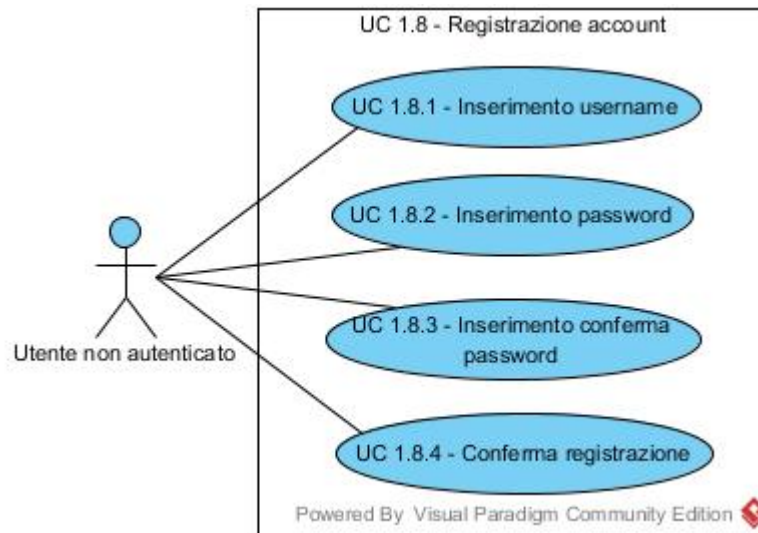 UC 1.8 - Registrazione account
UC 1.8.1 - Inserimento username
UC 1.8.2 - Inserimento password
UC 1.8.3 - Inserimento conferma
password
Utente non autenticato
UC 1.8.4 - Conferma registrazione
Powered By Visual Paradigm Community Edition